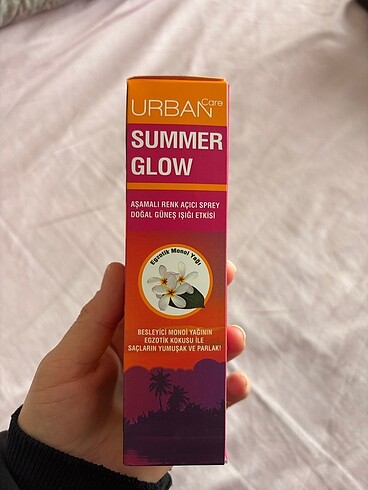 URBAN Care
SUMMER
GLOW
AŞAMALI RENK AÇICI SPREY
DOĞAL GÜNEŞ IŞIĞI ETKİSİ
Egzotik Monoi Yağı
BESLEYİCİ MONOİ YAĞININ
EGZOTİK KOKUSU İLE
SAÇLARIN YUMUŞAK VE PARLAK!